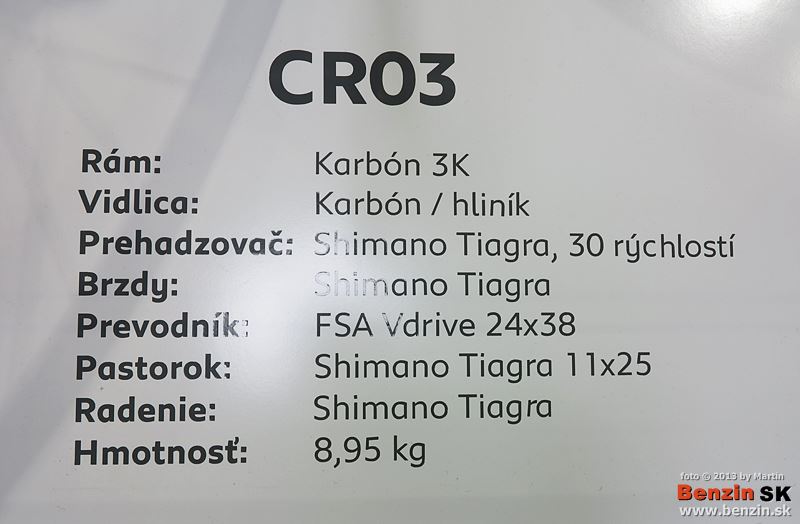 CR03
Rám: Karbón 3K
Vidlica: Karbón / hliník
Prehadzovač: Shimano Tiagra, 30 rýchlostí
Brzdy: Shimano Tiagra
Prevodník: FSA Vdrive 24x38
Pastorok: Shimano Tiagra 11x25
Radenie: Shimano Tiagra
Hmotnosť: 8,95 kg
foto © 2013 by Martin
Benzin SK
www.benzin.sk